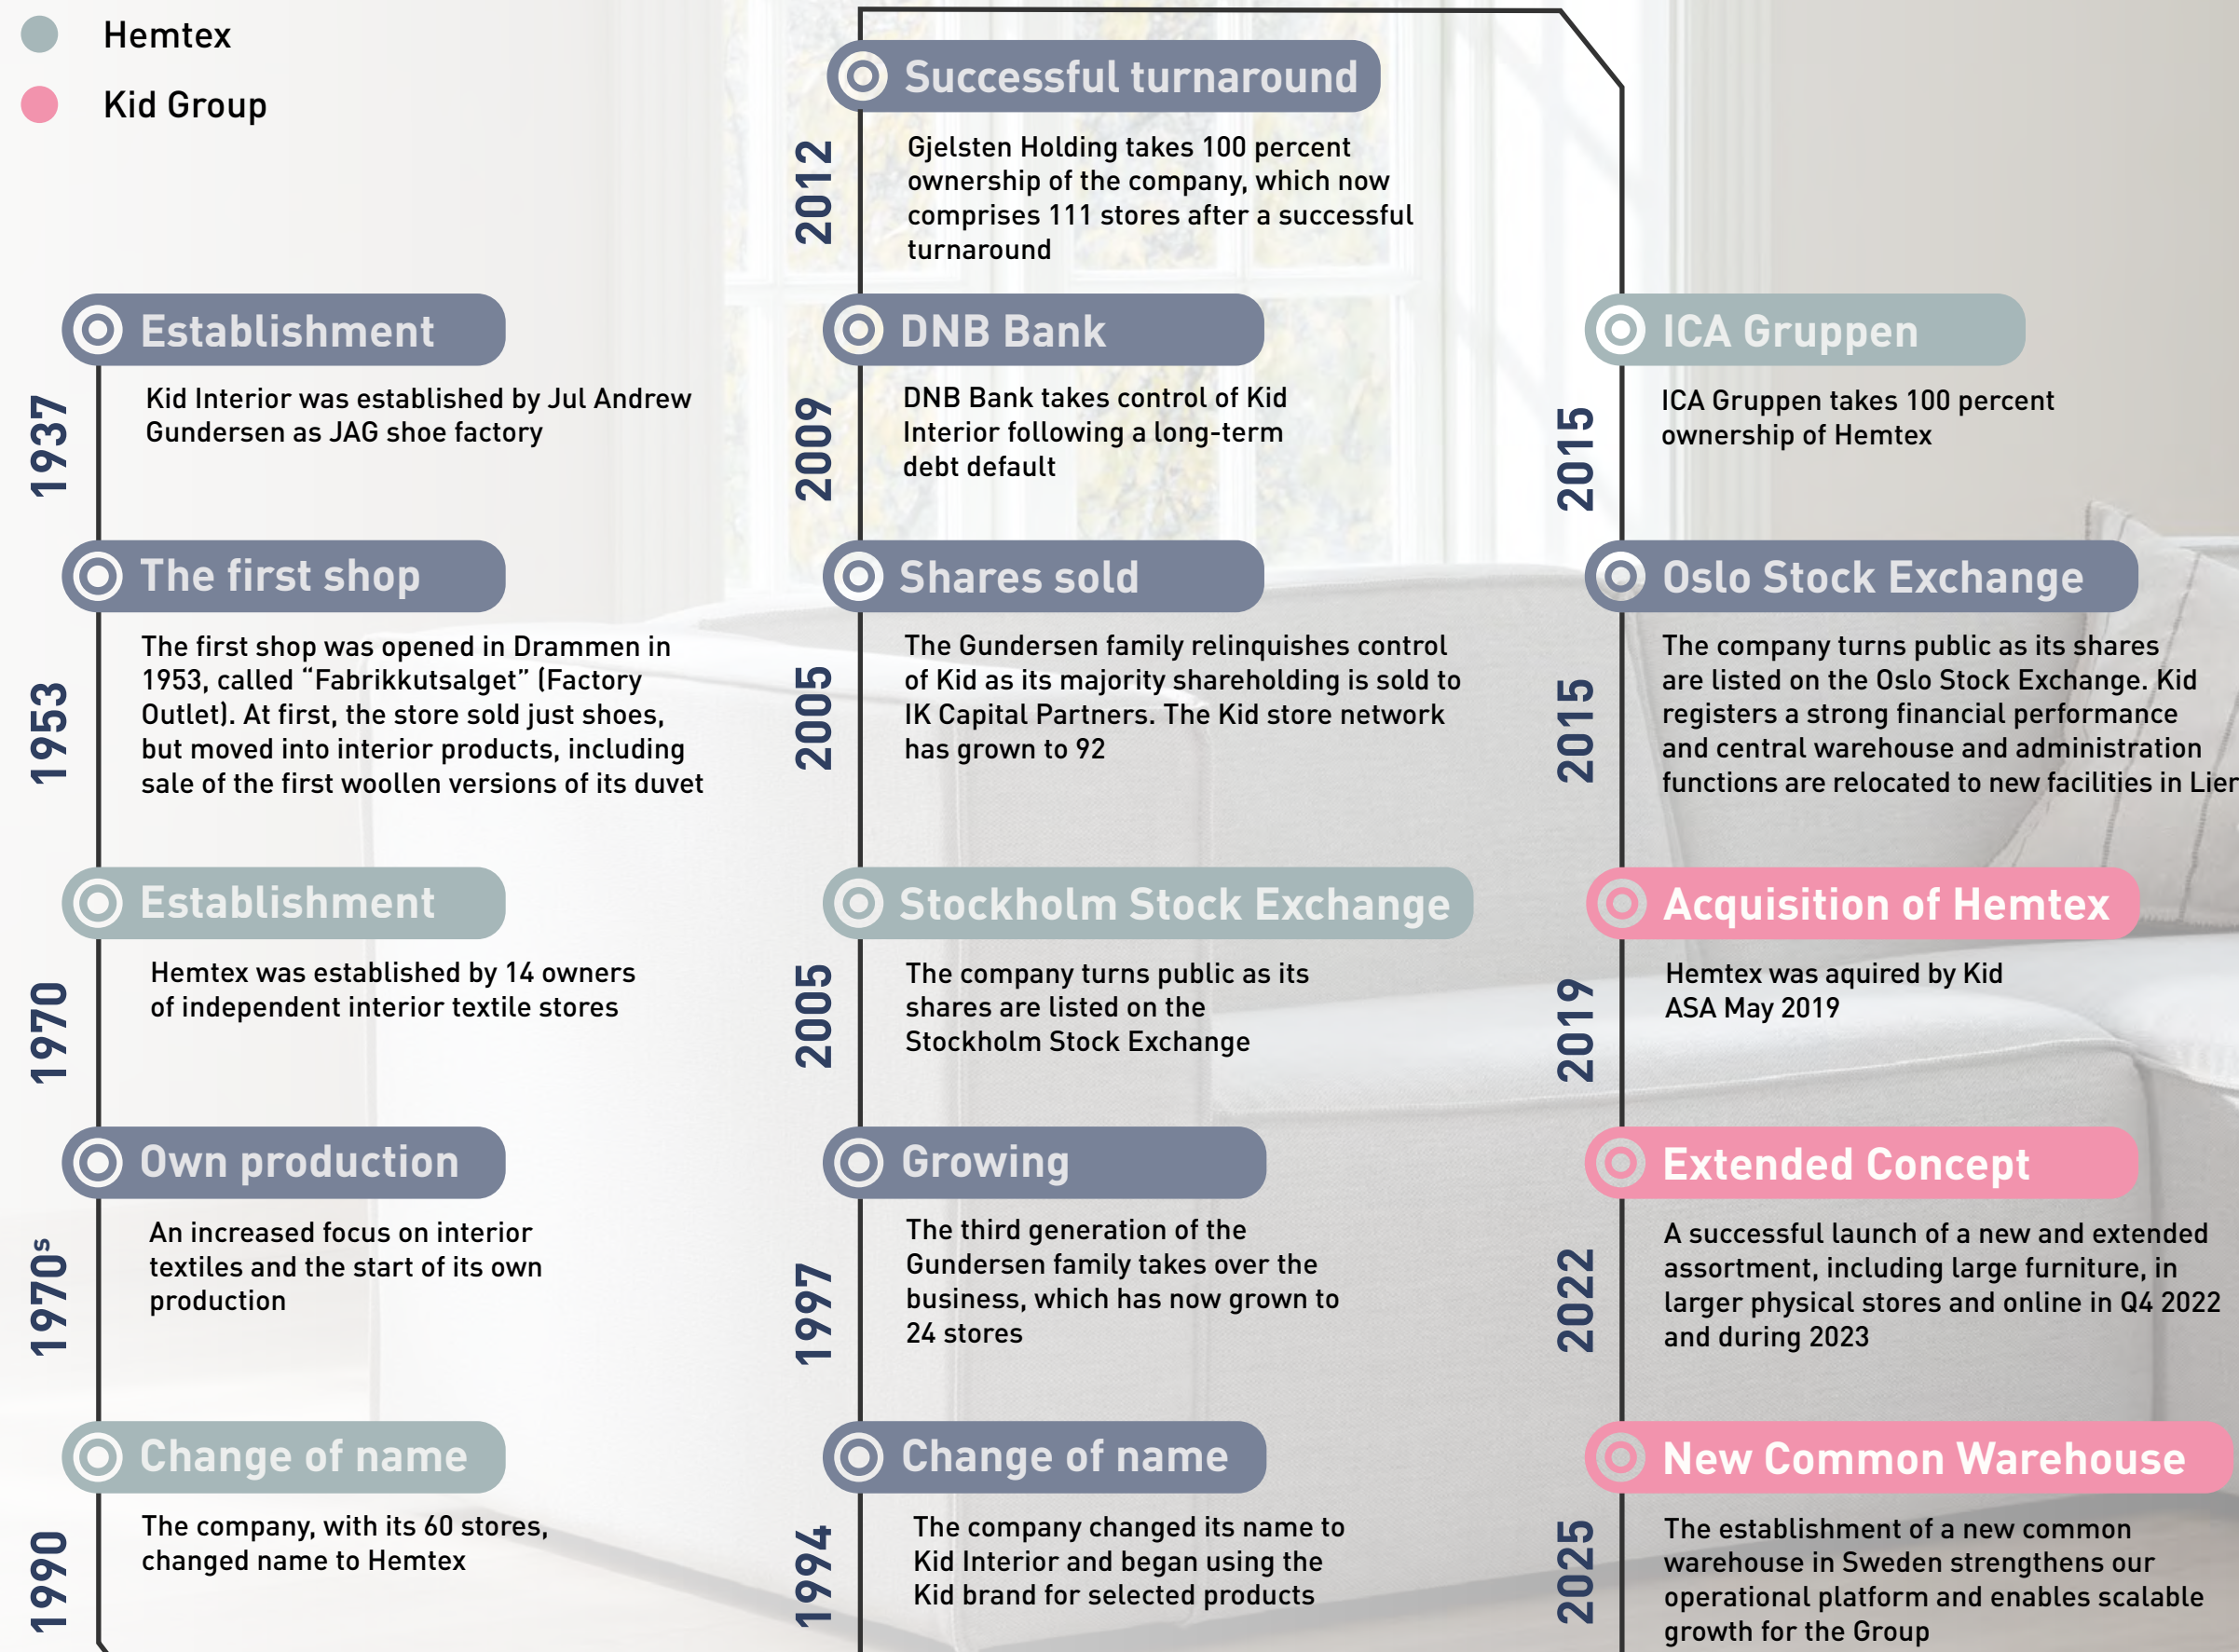 Hemtex
Kid Group
Establishment
1937
Kid Interior was established by Jul Andrew
Gundersen as JAG shoe factory
The first shop
1953
The first shop was opened in Drammen in
1953, called “Fabrikkutsalget” (Factory
Outlet). At first, the store sold just shoes,
but moved into interior products, including
sale of the first woollen versions of its duvet
Establishment
1970
Hemtex was established by 14 owners
of independent interior textile stores
Own production
1970s
An increased focus on interior
textiles and the start of its own
production
Change of name
1990
The company, with its 60 stores,
changed name to Hemtex
Successful turnaround
2012
Gjelsten Holding takes 100 percent
ownership of the company, which now
comprises 111 stores after a successful
turnaround
DNB Bank
2009
DNB Bank takes control of Kid
Interior following a long-term
debt default
Shares sold
2005
The Gundersen family relinquishes control
of Kid as its majority shareholding is sold to
IK Capital Partners. The Kid store network
has grown to 92
Stockholm Stock Exchange
2005
The company turns public as its
shares are listed on the
Stockholm Stock Exchange
Growing
1997
The third generation of the
Gundersen family takes over the
business, which has now grown to
24 stores
Change of name
1994
The company changed its name to
Kid Interior and began using the
Kid brand for selected products
ICA Gruppen
2015
ICA Gruppen takes 100 percent
ownership of Hemtex
Oslo Stock Exchange
2015
The company turns public as its shares
are listed on the Oslo Stock Exchange. Kid
registers a strong financial performance
and central warehouse and administration
functions are relocated to new facilities in Lier
Acquisition of Hemtex
2019
Hemtex was aquired by Kid
ASA May 2019
Extended Concept
2022
A successful launch of a new and extended
assortment, including large furniture, in
larger physical stores and online in Q4 2022
and during 2023
New Common Warehouse
2025
The establishment of a new common
warehouse in Sweden strengthens our
operational platform and enables scalable
growth for the Group